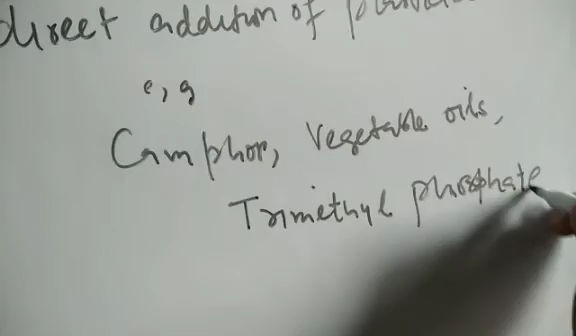 direct addition of
e, g
Camphor, Vegetable oils,
Trimethyl phosphate